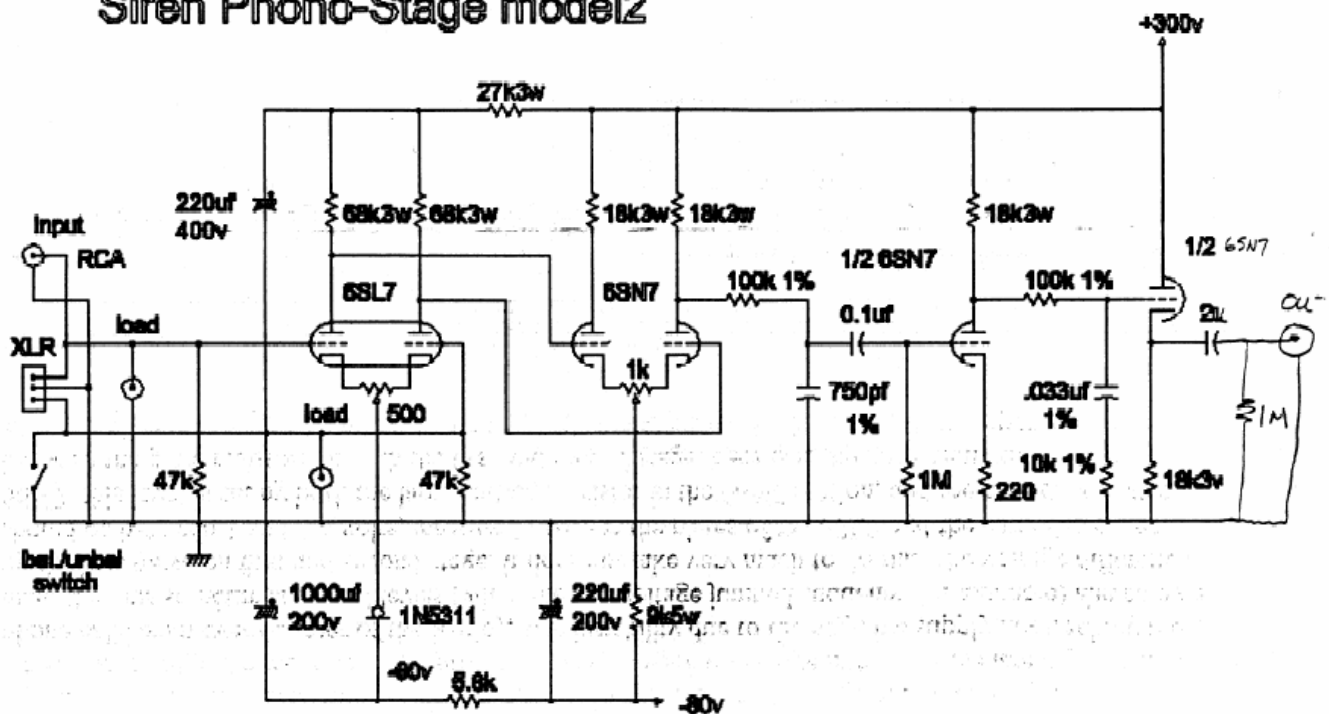 Siren Phono-Stage model2
+300v
27k3w
220uf
400v
68k3w
68k3w
18k3w
18k3w
18k3w
Input
RCA
1/2 6SN7
1/2 6SN7
6SL7
6SN7
100k 1%
100k 1%
0.1uf
2u
out
load
XLR
1k
750pf
1%
.033uf
1%
load
500
1M
47k
47k
1M
220
10k 1%
18k3w
bal./unbal
switch
1000uf
200v
1N5311
220uf
200v
9k5w
-80v
5.6k
-80v